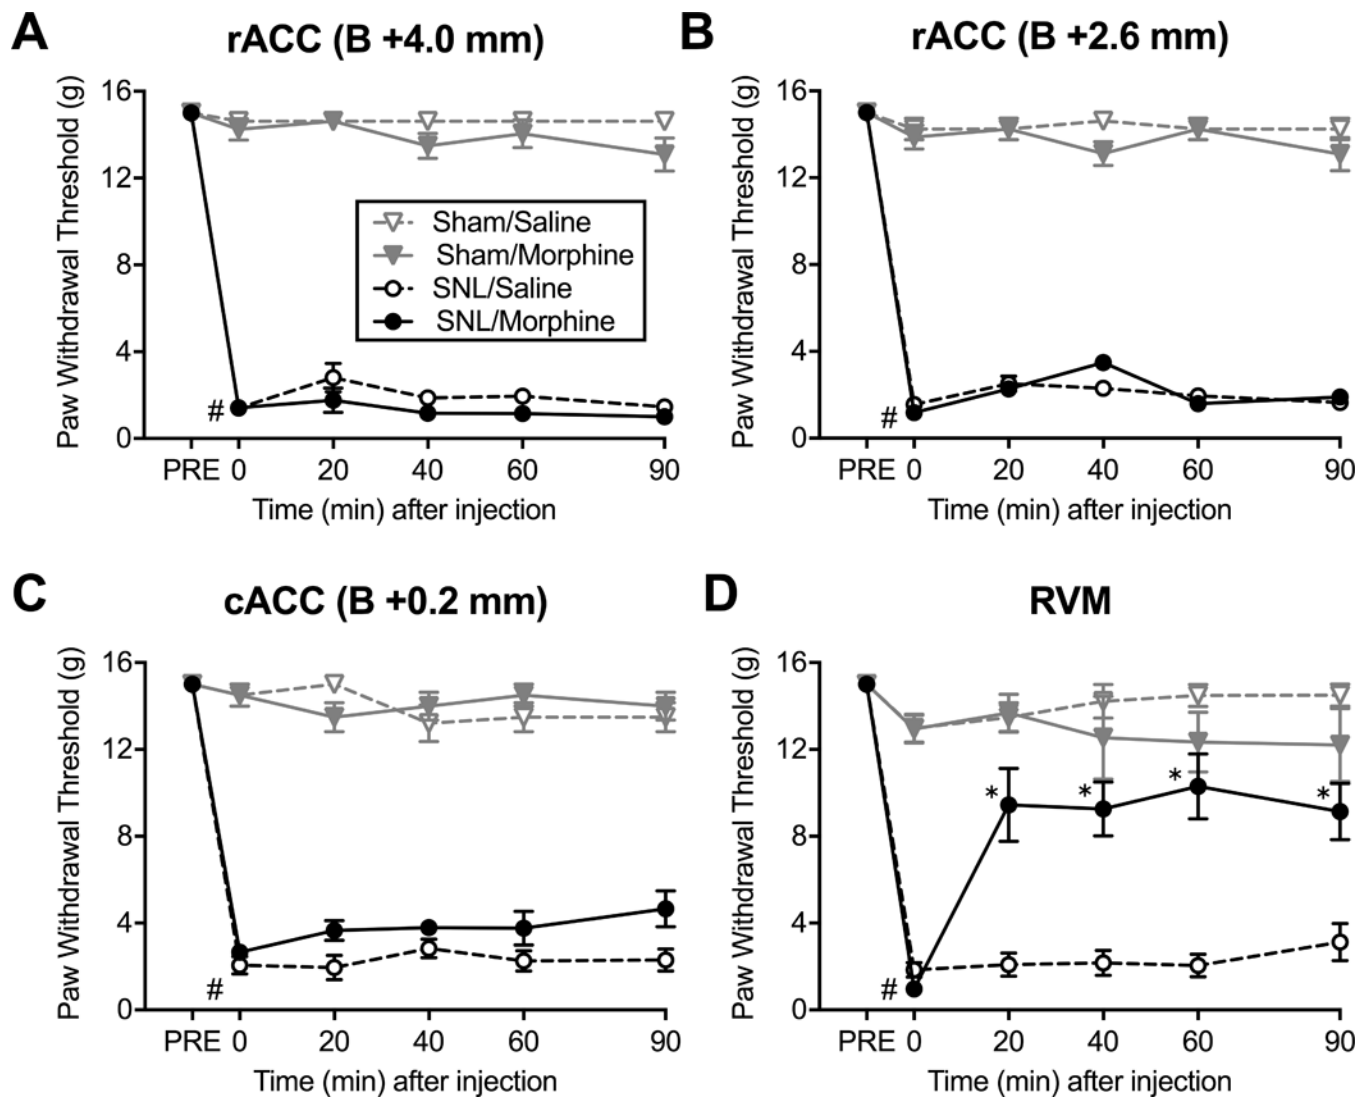 A
rACC (B +4.0 mm)
Paw Withdrawal Threshold (g)
16
12
8
4
0
Sham/Saline
Sham/Morphine
SNL/Saline
SNL/Morphine
#
PRE 0 20 40 60 90
Time (min) after injection
B
rACC (B +2.6 mm)
Paw Withdrawal Threshold (g)
16
12
8
4
0
#
PRE 0 20 40 60 90
Time (min) after injection
C
cACC (B +0.2 mm)
Paw Withdrawal Threshold (g)
16
12
8
4
0
#
PRE 0 20 40 60 90
Time (min) after injection
D
RVM
Paw Withdrawal Threshold (g)
16
12
8
4
0
* * * *
#
PRE 0 20 40 60 90
Time (min) after injection